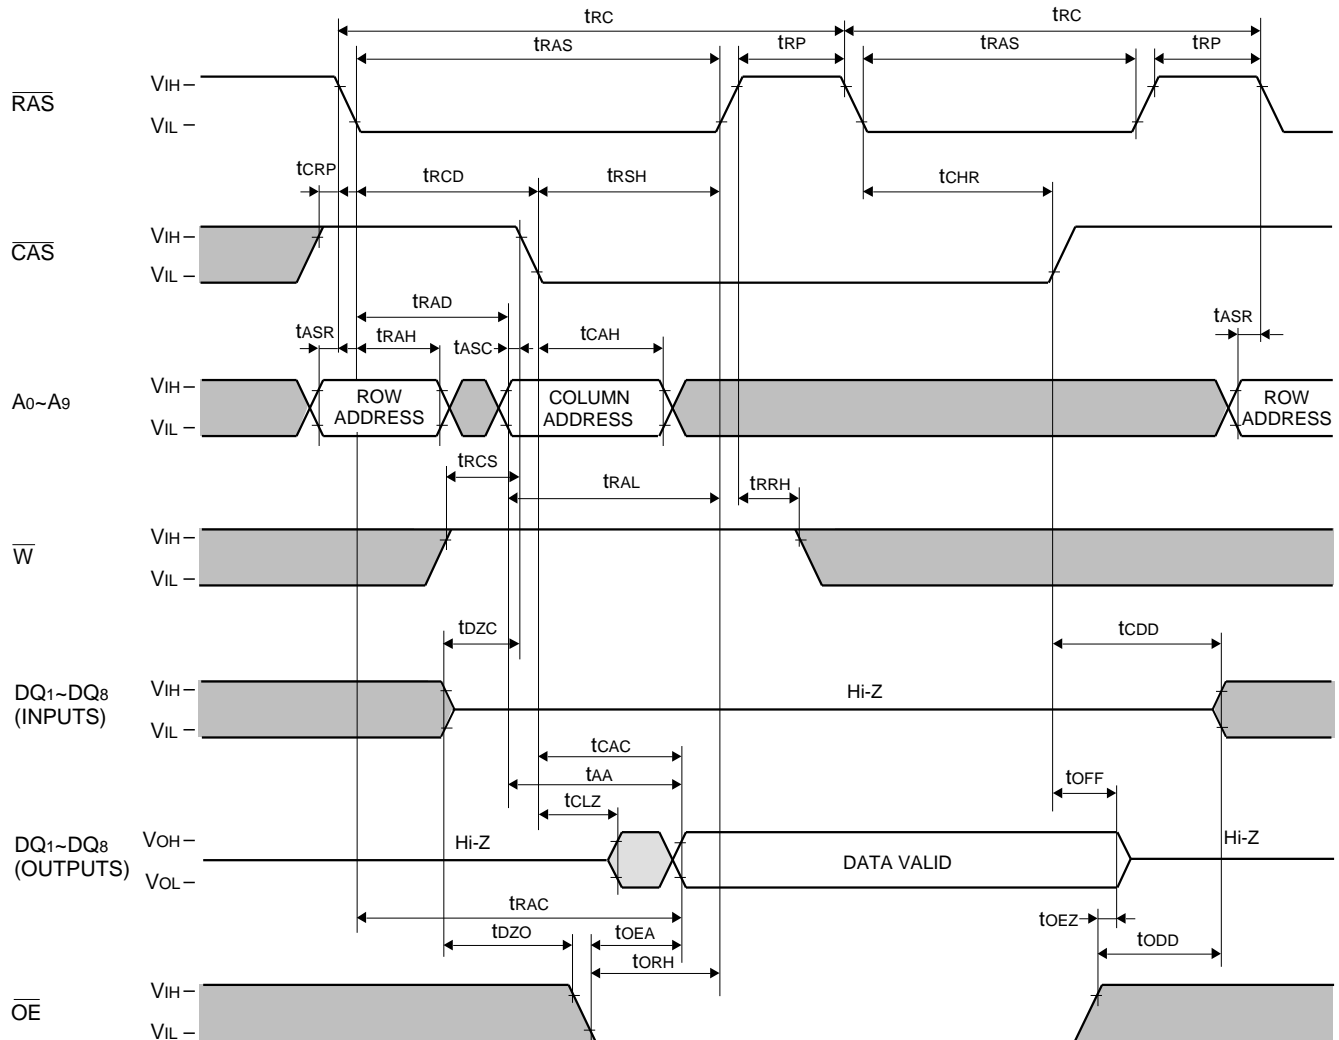 tRC tRC
tRAS tRP tRAS tRP
RAS VIH
VIL
tCRP tRCD tRSH tCHR
CAS VIH
VIL
tRAD
tASR tRAH tASC tCAH tASR
A0~A9 VIH
VIL
ROW ADDRESS
COLUMN ADDRESS
ROW ADDRESS
tRCS tRAL tRRH
W VIH
VIL
tDZC tCDD
DQ1~DQ8
(INPUTS)
VIH
VIL
Hi-Z
tCAC
tAA tOFF
tCLZ
DQ1~DQ8
(OUTPUTS)
VOH
VOL
Hi-Z DATA VALID Hi-Z
tRAC tOEZ
tDZO tOEA tODD
tORH
OE VIH
VIL